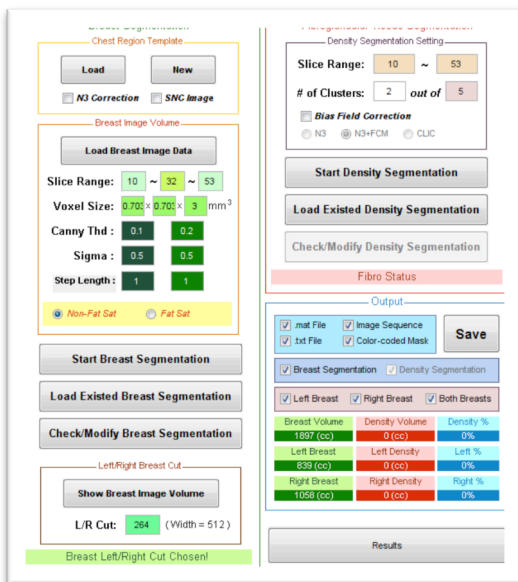 Breast Segmentation
Chest Region Template
Load New
N3 Correction SNC Image
Breast Image Volume
Load Breast Image Data
Slice Range: 10 ~ 32 ~ 53
Voxel Size: 0.703 × 0.703 × 3 mm³
Canny Thd : 0.1 0.2
Sigma : 0.5 0.5
Step Length : 1 1
Non-Fat Sat Fat Sat
Start Breast Segmentation
Load Existed Breast Segmentation
Check/Modify Breast Segmentation
Left/Right Breast Cut
Show Breast Image Volume
L/R Cut: 264 (Width = 512)
Breast Left/Right Cut Chosen!
Fibroglandular Tissue Segmentation
Density Segmentation Setting
Slice Range: 10 ~ 53
# of Clusters: 2 out of 5
Bias Field Correction
N3 N3+FCM CLIC
Start Density Segmentation
Load Existed Density Segmentation
Check/Modify Density Segmentation
Fibro Status
Output
.mat File Image Sequence
.txt File Color-coded Mask
Save
Breast Segmentation Density Segmentation
Left Breast Right Breast Both Breasts
Breast Volume Density Volume Density %
1897 (cc) 0 (cc) 0%
Left Breast Left Density Left %
839 (cc) 0 (cc) 0%
Right Breast Right Density Right %
1058 (cc) 0 (cc) 0%
Results